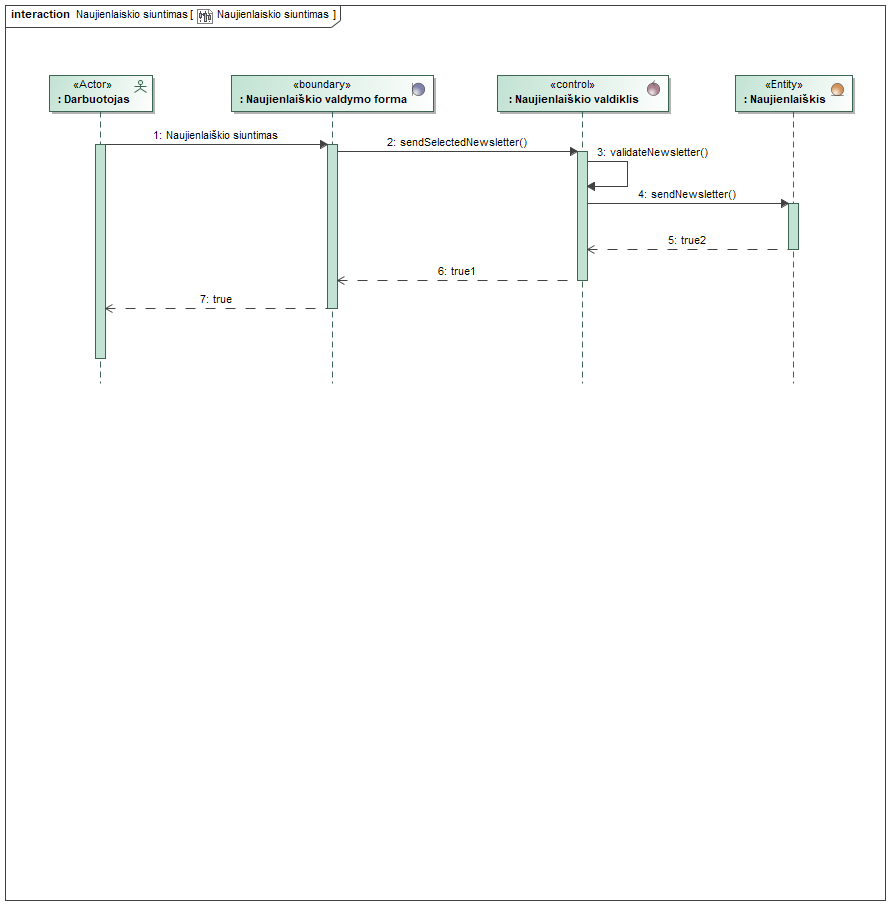 interaction Naujienlaiskio siuntimas [ Naujienlaiskio siuntimas ]
«Actor»
: Darbuotojas
«boundary»
: Naujienlaiškio valdymo forma
«control»
: Naujienlaiškio valdiklis
«Entity»
: Naujienlaiškis
1: Naujienlaiškio siuntimas
2: sendSelectedNewsletter()
3: validateNewsletter()
4: sendNewsletter()
5: true2
6: true1
7: true